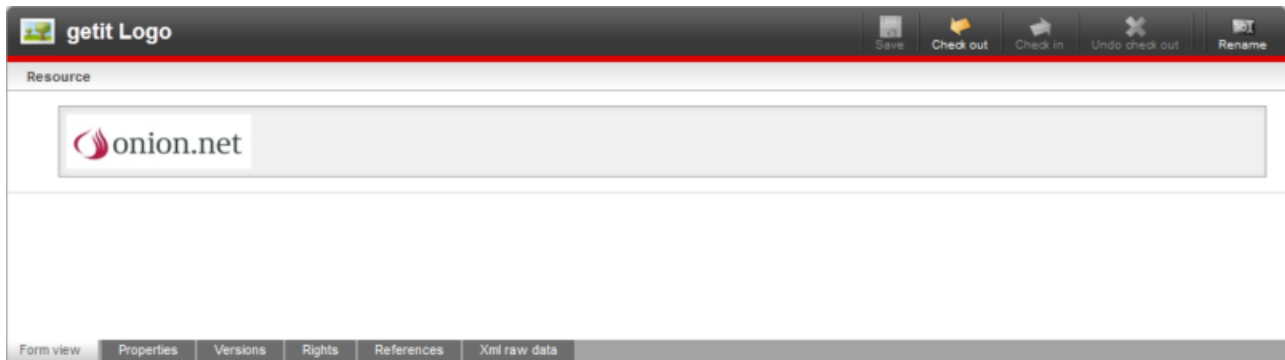 getit Logo
Save
Check out
Check in
Undo check out
Rename
Resource
onion.net
Form view
Properties
Versions
Rights
References
Xml raw data